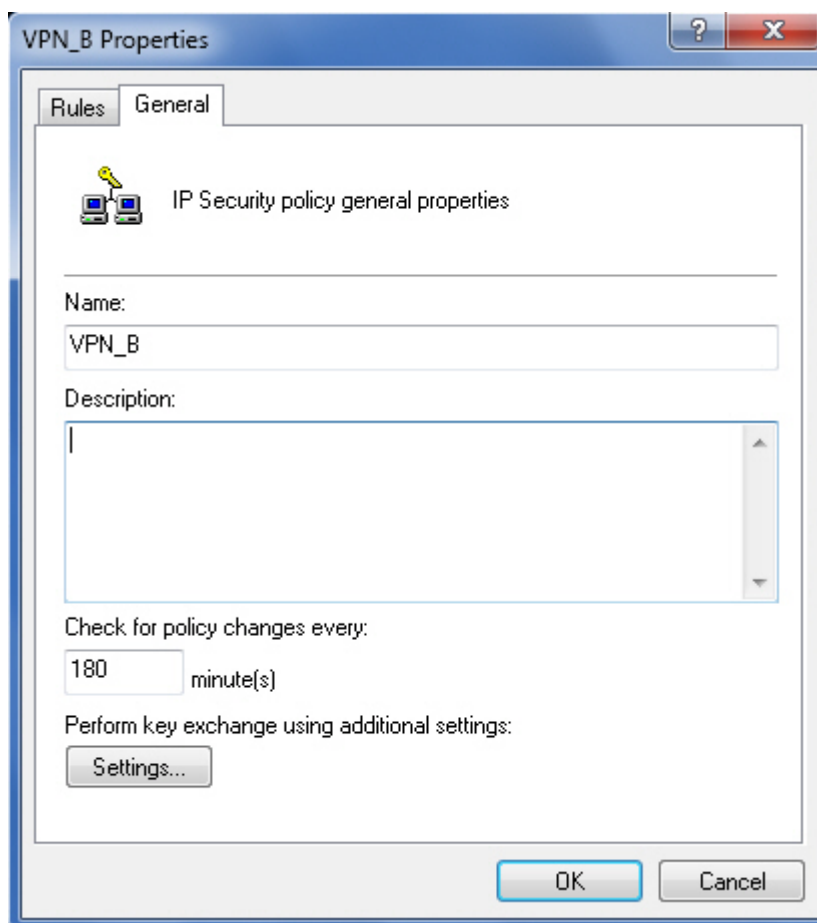 VPN_B Properties
?
Rules General
IP Security policy general properties
Name:
VPN_B
Description:
Check for policy changes every:
180 minute(s)
Perform key exchange using additional settings:
Settings...
OK Cancel